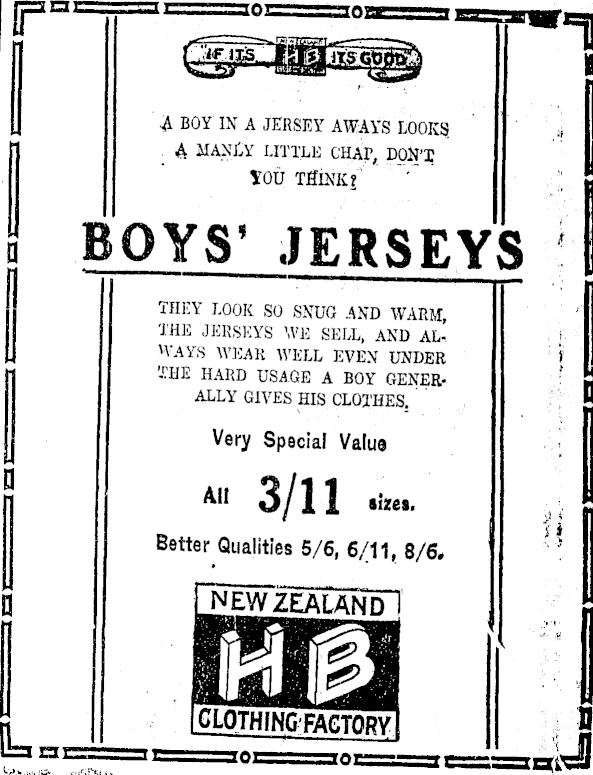 "IF IT'S HB ITS GOOD"
A BOY IN A JERSEY AWAYS LOOKS
A MANLY LITTLE CHAP, DON'T
YOU THINK?
BOYS' JERSEYS
THEY LOOK SO SNUG AND WARM,
THE JERSEYS WE SELL, AND AL-
WAYS WEAR WELL EVEN UNDER
THE HARD USAGE A BOY GENER-
ALLY GIVES HIS CLOTHES.
Very Special Value
All 3/11 sizes.
Better Qualities 5/6, 6/11, 8/6.
NEW ZEALAND
HB
CLOTHING FACTORY